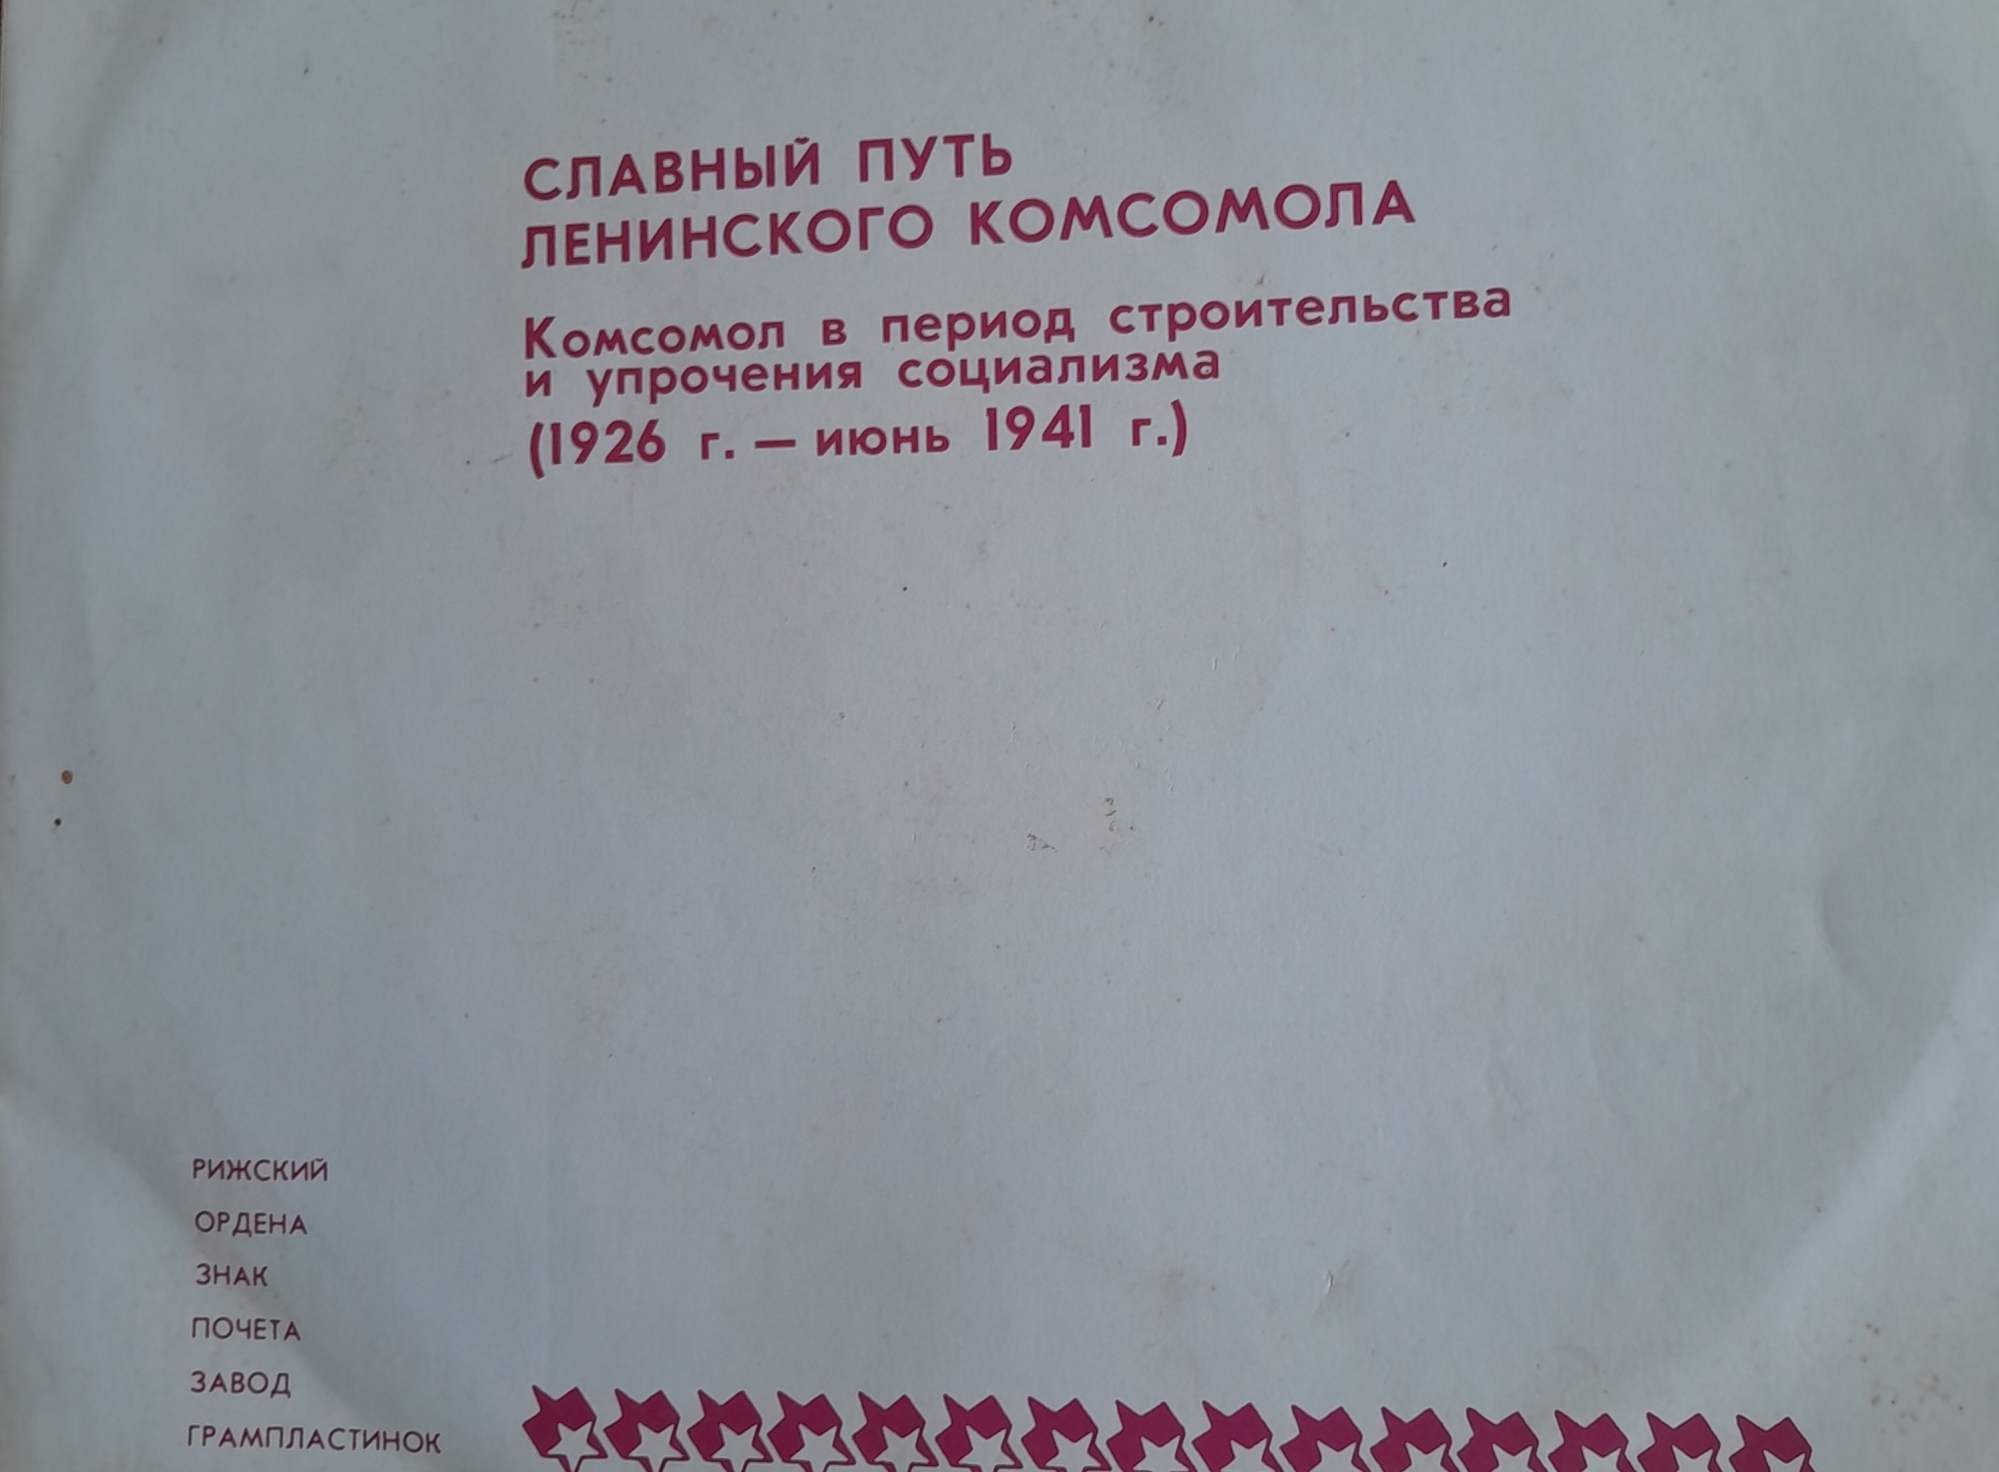 СЛАВНЫЙ ПУТЬ
ЛЕНИНСКОГО КОМСОМОЛА
Комсомол в период строительства
и упрочения социализма
(1926 г. — июнь 1941 г.)
РИЖСКИЙ
ОРДЕНА
ЗНАК
ПОЧЕТА
ЗАВОД
ГРАМПЛАСТИНОК